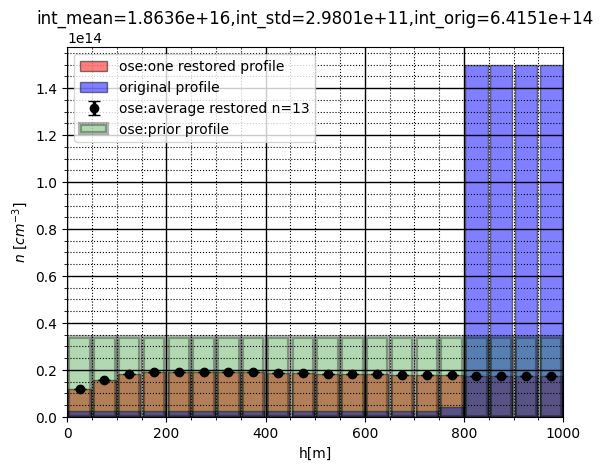 int_mean=1.8636e+16,int_std=2.9801e+11,int_orig=6.4151e+14
1e14
ose:one restored profile
original profile
ose:average restored n=13
ose:prior profile
1.4
1.2
1.0
0.8
0.6
0.4
0.2
0.0
n [cm⁻³]
0 200 400 600 800 1000
h[m]